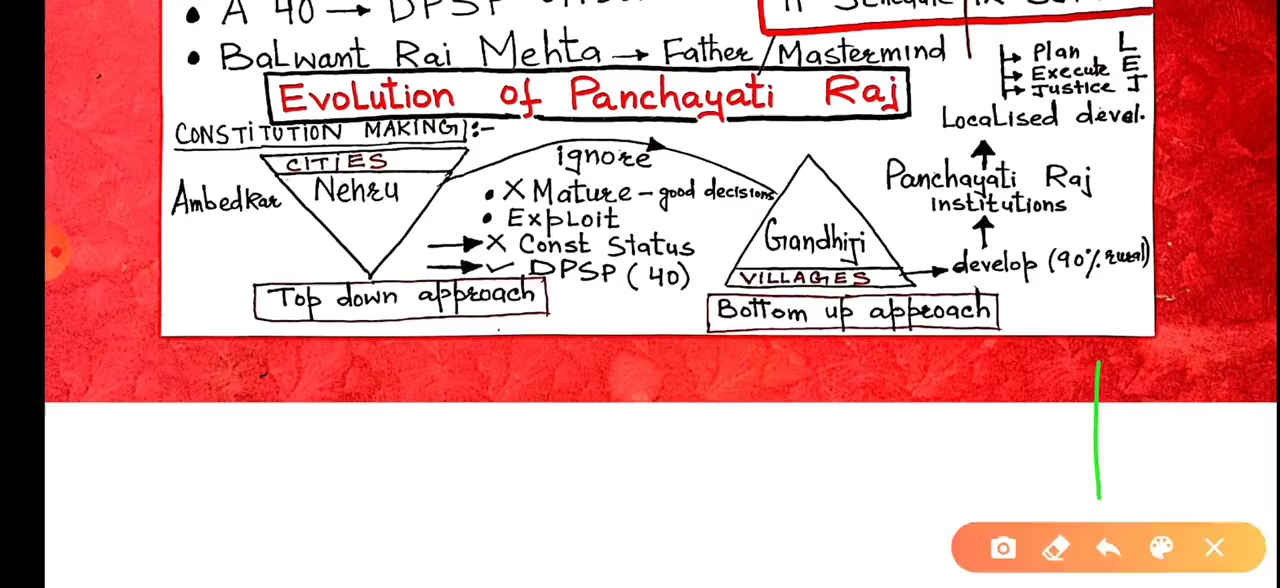 • A 40 → DPSP
• BaLwant Rai Mehta → Father / Mastermind
Evolution of Panchayati Raj
CONSTITUTION MAKING :-
CITIES
Ambedkar
Nehru
Top down approach
ignore
• X Mature – good decisions
• Exploit
→ X Const Status
→ ✓ DPSP (40)
Gandhiji
VILLAGES
Bottom up approach
→ Plan
→ Execute
→ Justice
L
E
J
Localised devel.
Panchayati Raj
institutions
develop (90% rural)